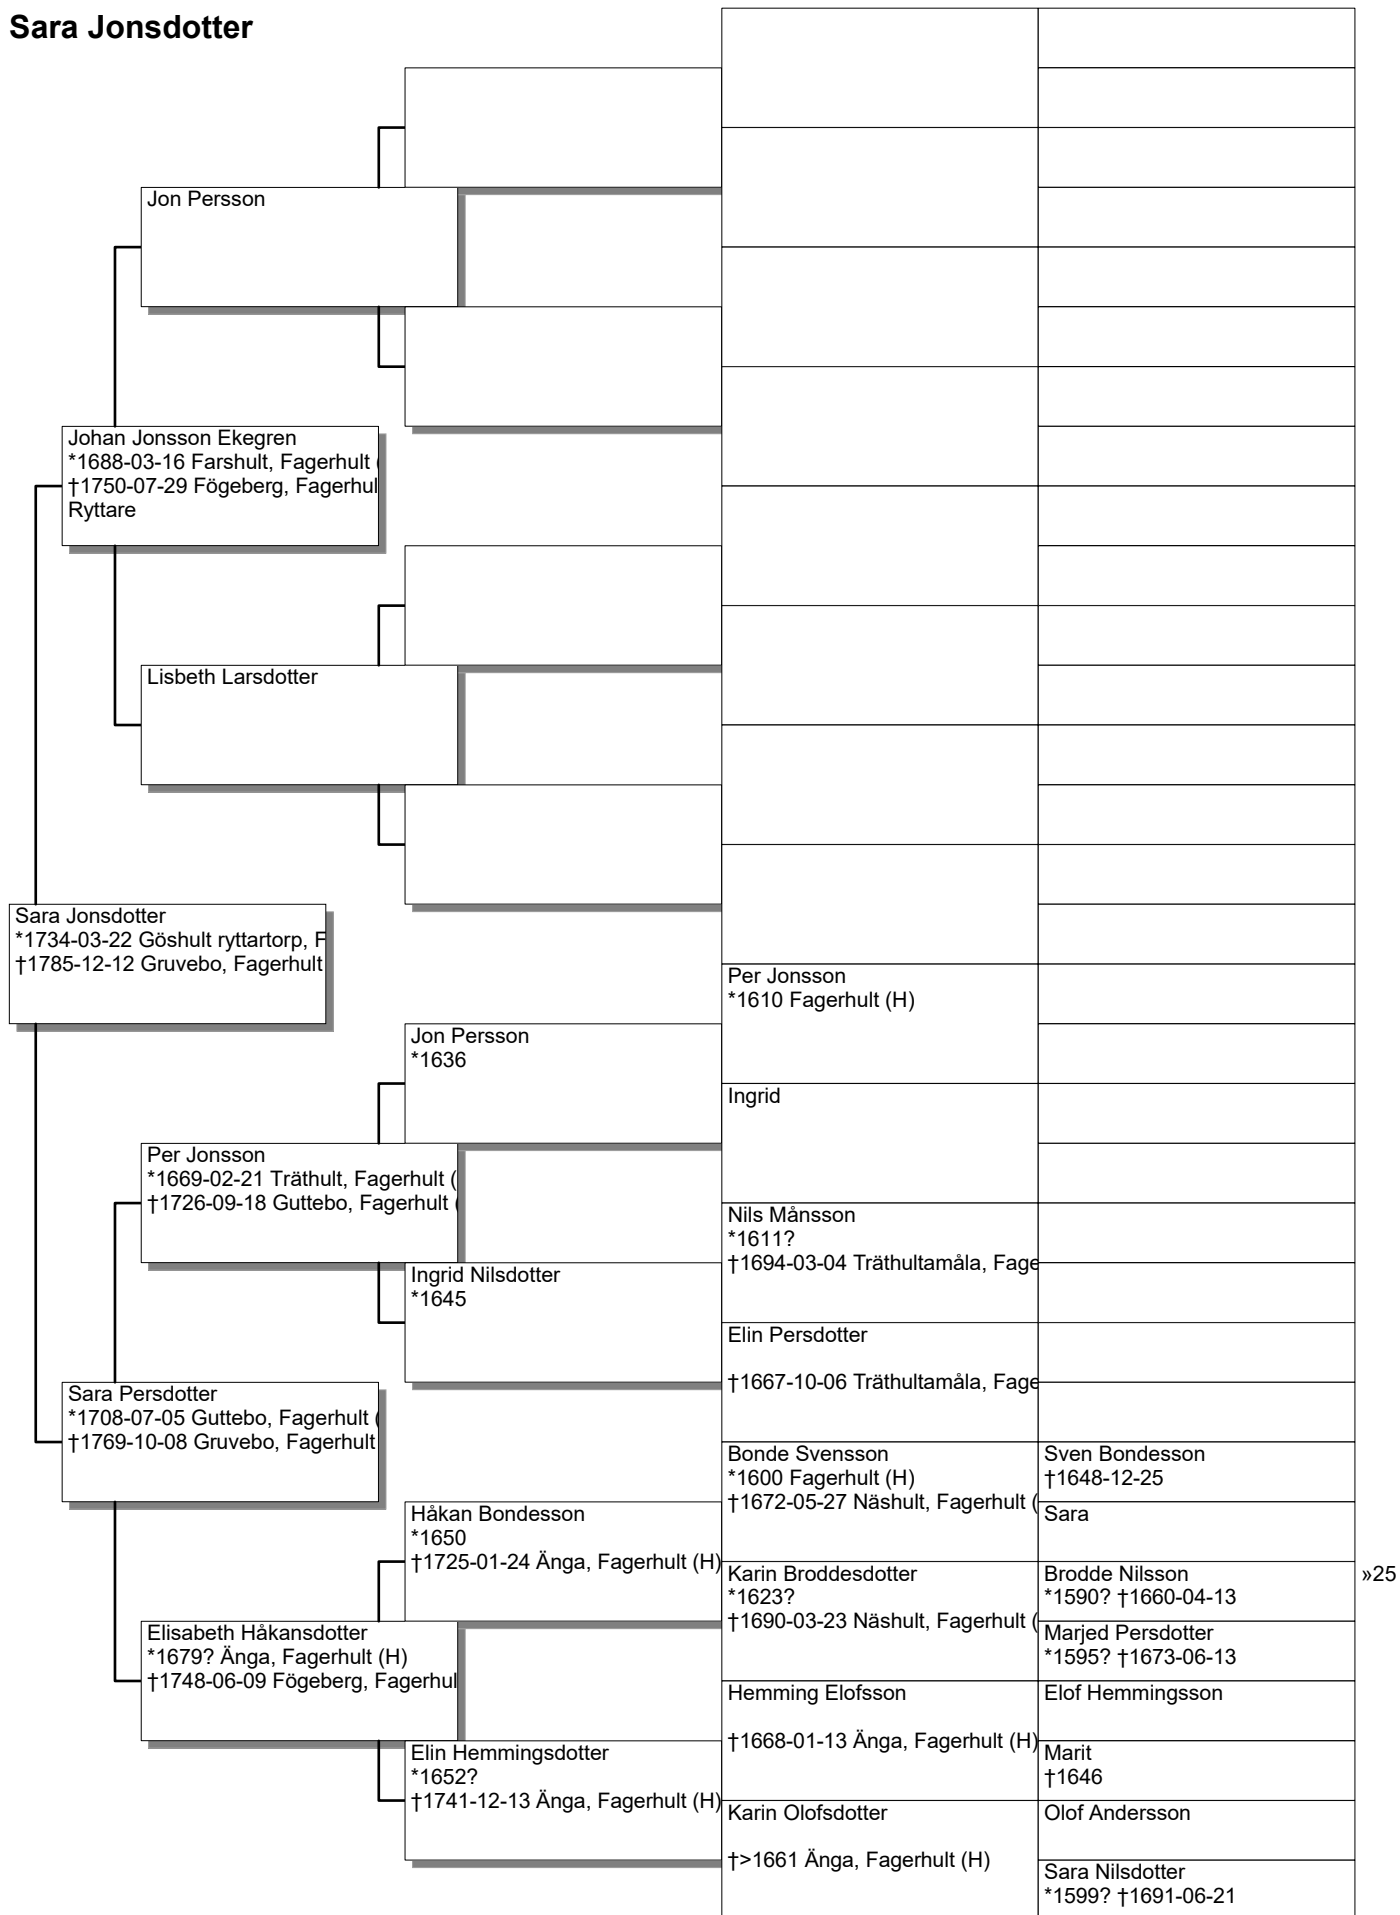 Sara Jonsdotter
Jon Persson
Johan Jonsson Ekegren
*1688-03-16 Farshult, Fagerhult (
†1750-07-29 Fögeberg, Fagerhul
Ryttare
Lisbeth Larsdotter
Sara Jonsdotter
*1734-03-22 Göshult ryttartorp, F
†1785-12-12 Gruvebo, Fagerhult
Per Jonsson
*1610 Fagerhult (H)
Jon Persson
*1636
Ingrid
Per Jonsson
*1669-02-21 Träthult, Fagerhult (
†1726-09-18 Guttebo, Fagerhult (
Nils Månsson
*1611?
†1694-03-04 Träthultamåla, Fage
Ingrid Nilsdotter
*1645
Elin Persdotter
†1667-10-06 Träthultamåla, Fage
Sara Persdotter
*1708-07-05 Guttebo, Fagerhult (
†1769-10-08 Gruvebo, Fagerhult
Bonde Svensson
*1600 Fagerhult (H)
†1672-05-27 Näshult, Fagerhult (
Sven Bondesson
†1648-12-25
Håkan Bondesson
*1650
†1725-01-24 Änga, Fagerhult (H)
Sara
Karin Broddesdotter
*1623?
†1690-03-23 Näshult, Fagerhult (
Brodde Nilsson
*1590? †1660-04-13
»25
Elisabeth Håkansdotter
*1679? Änga, Fagerhult (H)
†1748-06-09 Fögeberg, Fagerhul
Marjed Persdotter
*1595? †1673-06-13
Hemming Elofsson
†1668-01-13 Änga, Fagerhult (H)
Elof Hemmingsson
Elin Hemmingsdotter
*1652?
†1741-12-13 Änga, Fagerhult (H)
Marit
†1646
Karin Olofsdotter
†>1661 Änga, Fagerhult (H)
Olof Andersson
Sara Nilsdotter
*1599? †1691-06-21